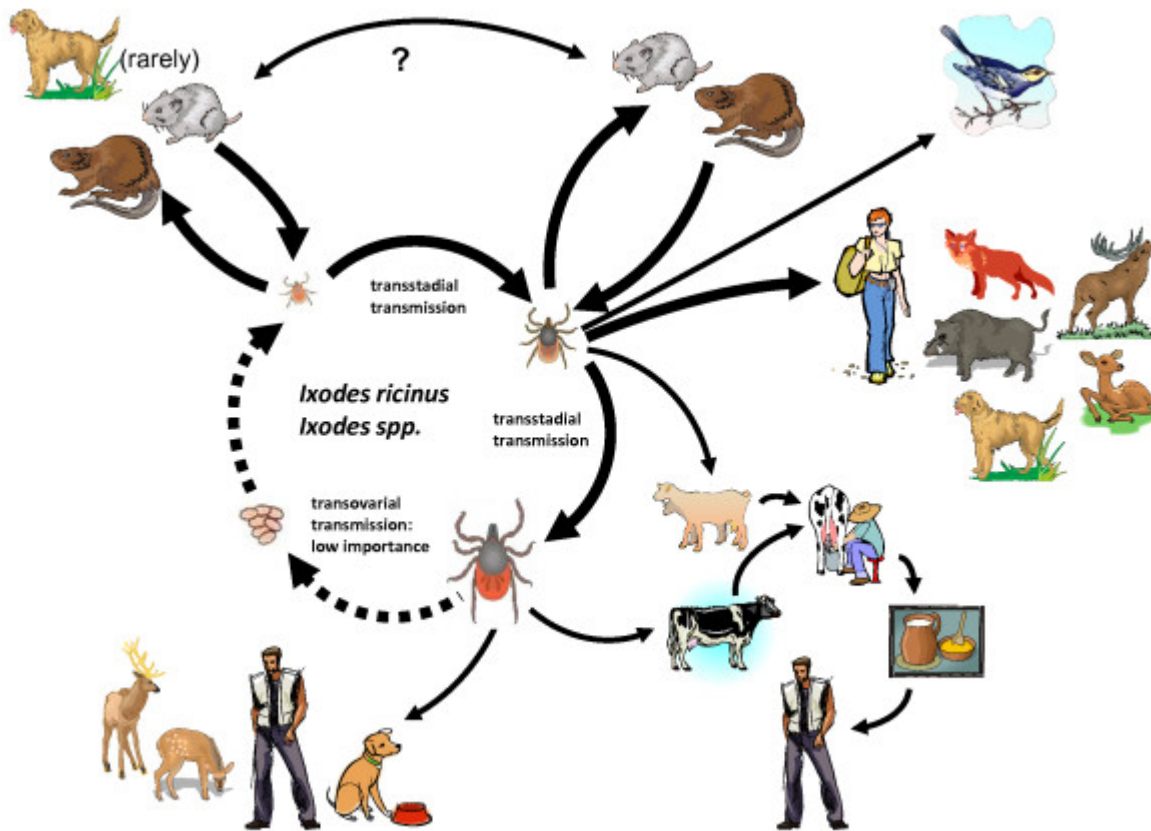 (rarely)
?
transstadial
transmission
Ixodes ricinus
Ixodes spp.
transstadial
transmission
transovarial
transmission:
low importance